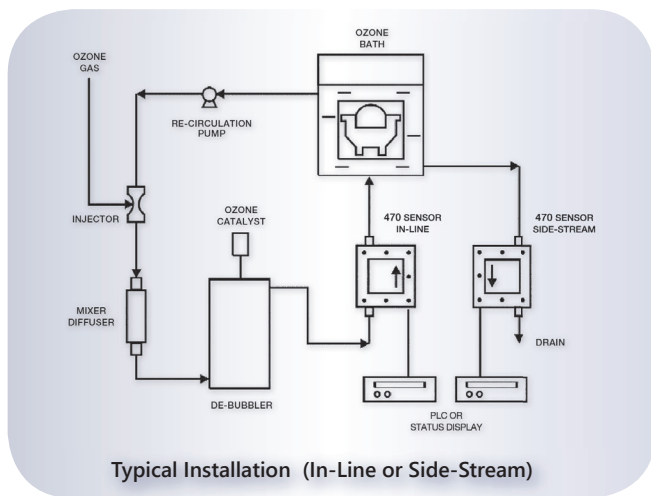 OZONE
BATH
OZONE
GAS
RE-CIRCULATION
PUMP
INJECTOR
OZONE
CATALYST
470 SENSOR
IN-LINE
470 SENSOR
SIDE-STREAM
MIXER
DIFFUSER
DRAIN
DE-BUBBLER
PLC OR
STATUS DISPLAY
Typical Installation (In-Line or Side-Stream)